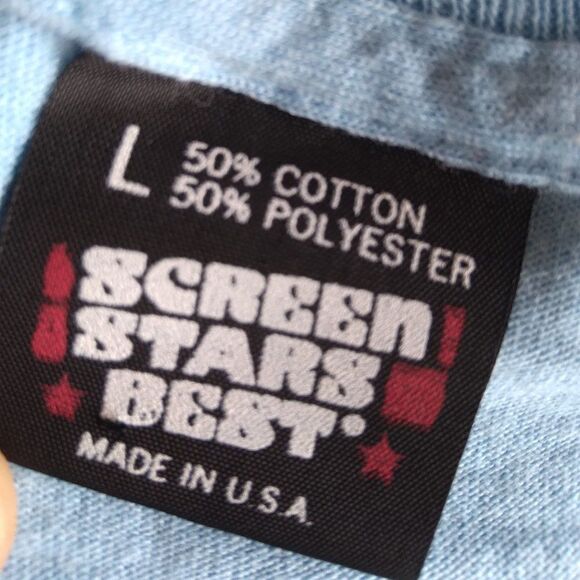 L
50% COTTON
50% POLYESTER
SCREEN
STARS
BEST®
MADE IN U.S.A.